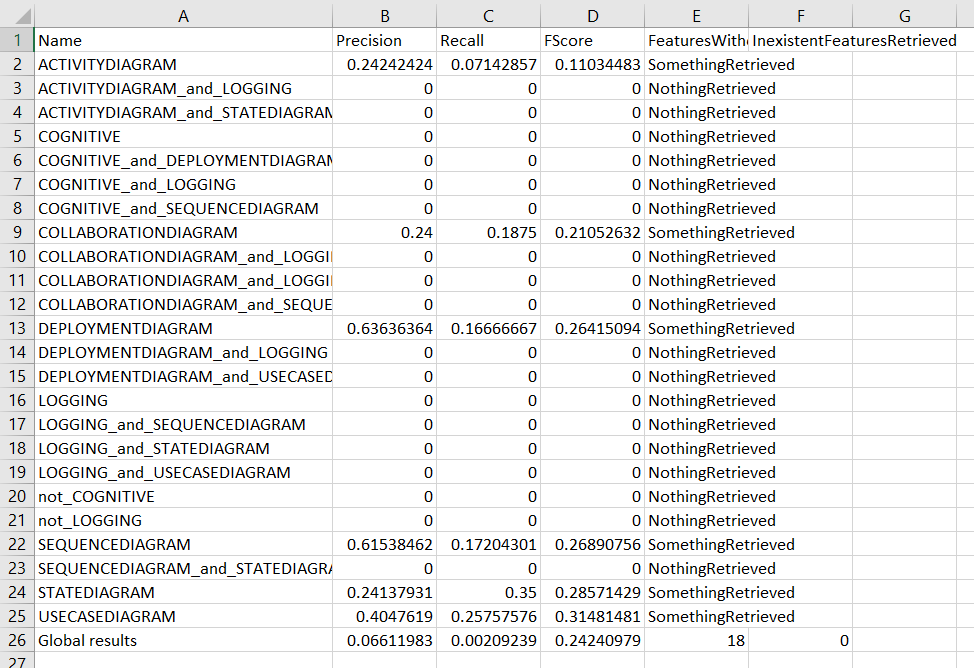 A B C D E F G
1 Name Precision Recall FScore FeaturesWith InexistentFeaturesRetrieved
2 ACTIVITYDIAGRAM 0.24242424 0.07142857 0.11034483 SomethingRetrieved
3 ACTIVITYDIAGRAM_and_LOGGING 0 0 0 NothingRetrieved
4 ACTIVITYDIAGRAM_and_STATEDIAGRAM 0 0 0 NothingRetrieved
5 COGNITIVE 0 0 0 NothingRetrieved
6 COGNITIVE_and_DEPLOYMENTDIAGRAM 0 0 0 NothingRetrieved
7 COGNITIVE_and_LOGGING 0 0 0 NothingRetrieved
8 COGNITIVE_and_SEQUENCEDIAGRAM 0 0 0 NothingRetrieved
9 COLLABORATIONDIAGRAM 0.24 0.1875 0.21052632 SomethingRetrieved
10 COLLABORATIONDIAGRAM_and_LOGGI 0 0 0 NothingRetrieved
11 COLLABORATIONDIAGRAM_and_LOGGI 0 0 0 NothingRetrieved
12 COLLABORATIONDIAGRAM_and_SEQUE 0 0 0 NothingRetrieved
13 DEPLOYMENTDIAGRAM 0.63636364 0.16666667 0.26415094 SomethingRetrieved
14 DEPLOYMENTDIAGRAM_and_LOGGING 0 0 0 NothingRetrieved
15 DEPLOYMENTDIAGRAM_and_USECASED 0 0 0 NothingRetrieved
16 LOGGING 0 0 0 NothingRetrieved
17 LOGGING_and_SEQUENCEDIAGRAM 0 0 0 NothingRetrieved
18 LOGGING_and_STATEDIAGRAM 0 0 0 NothingRetrieved
19 LOGGING_and_USECASEDIAGRAM 0 0 0 NothingRetrieved
20 not_COGNITIVE 0 0 0 NothingRetrieved
21 not_LOGGING 0 0 0 NothingRetrieved
22 SEQUENCEDIAGRAM 0.61538462 0.17204301 0.26890756 SomethingRetrieved
23 SEQUENCEDIAGRAM_and_STATEDIAGRA 0 0 0 NothingRetrieved
24 STATEDIAGRAM 0.24137931 0.35 0.28571429 SomethingRetrieved
25 USECASEDIAGRAM 0.4047619 0.25757576 0.31481481 SomethingRetrieved
26 Global results 0.06611983 0.00209239 0.24240979 18 0
27